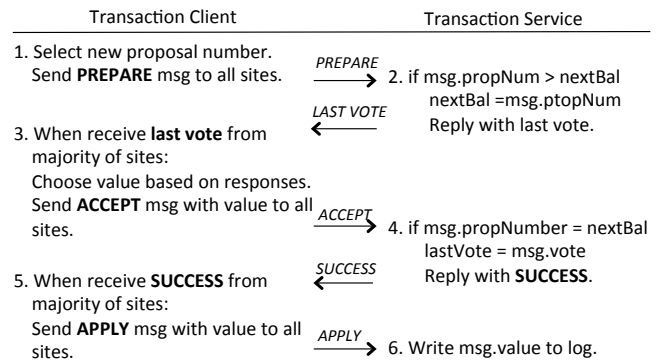 Transaction Client
Transaction Service
1. Select new proposal number.
Send PREPARE msg to all sites.
PREPARE
2. if msg.propNum > nextBal
nextBal =msg.ptopNum
Reply with last vote.
LAST VOTE
3. When receive last vote from
majority of sites:
Choose value based on responses.
Send ACCEPT msg with value to all
sites.
ACCEPT
4. if msg.propNumber = nextBal
lastVote = msg.vote
Reply with SUCCESS.
SUCCESS
5. When receive SUCCESS from
majority of sites:
Send APPLY msg with value to all
sites.
APPLY
6. Write msg.value to log.